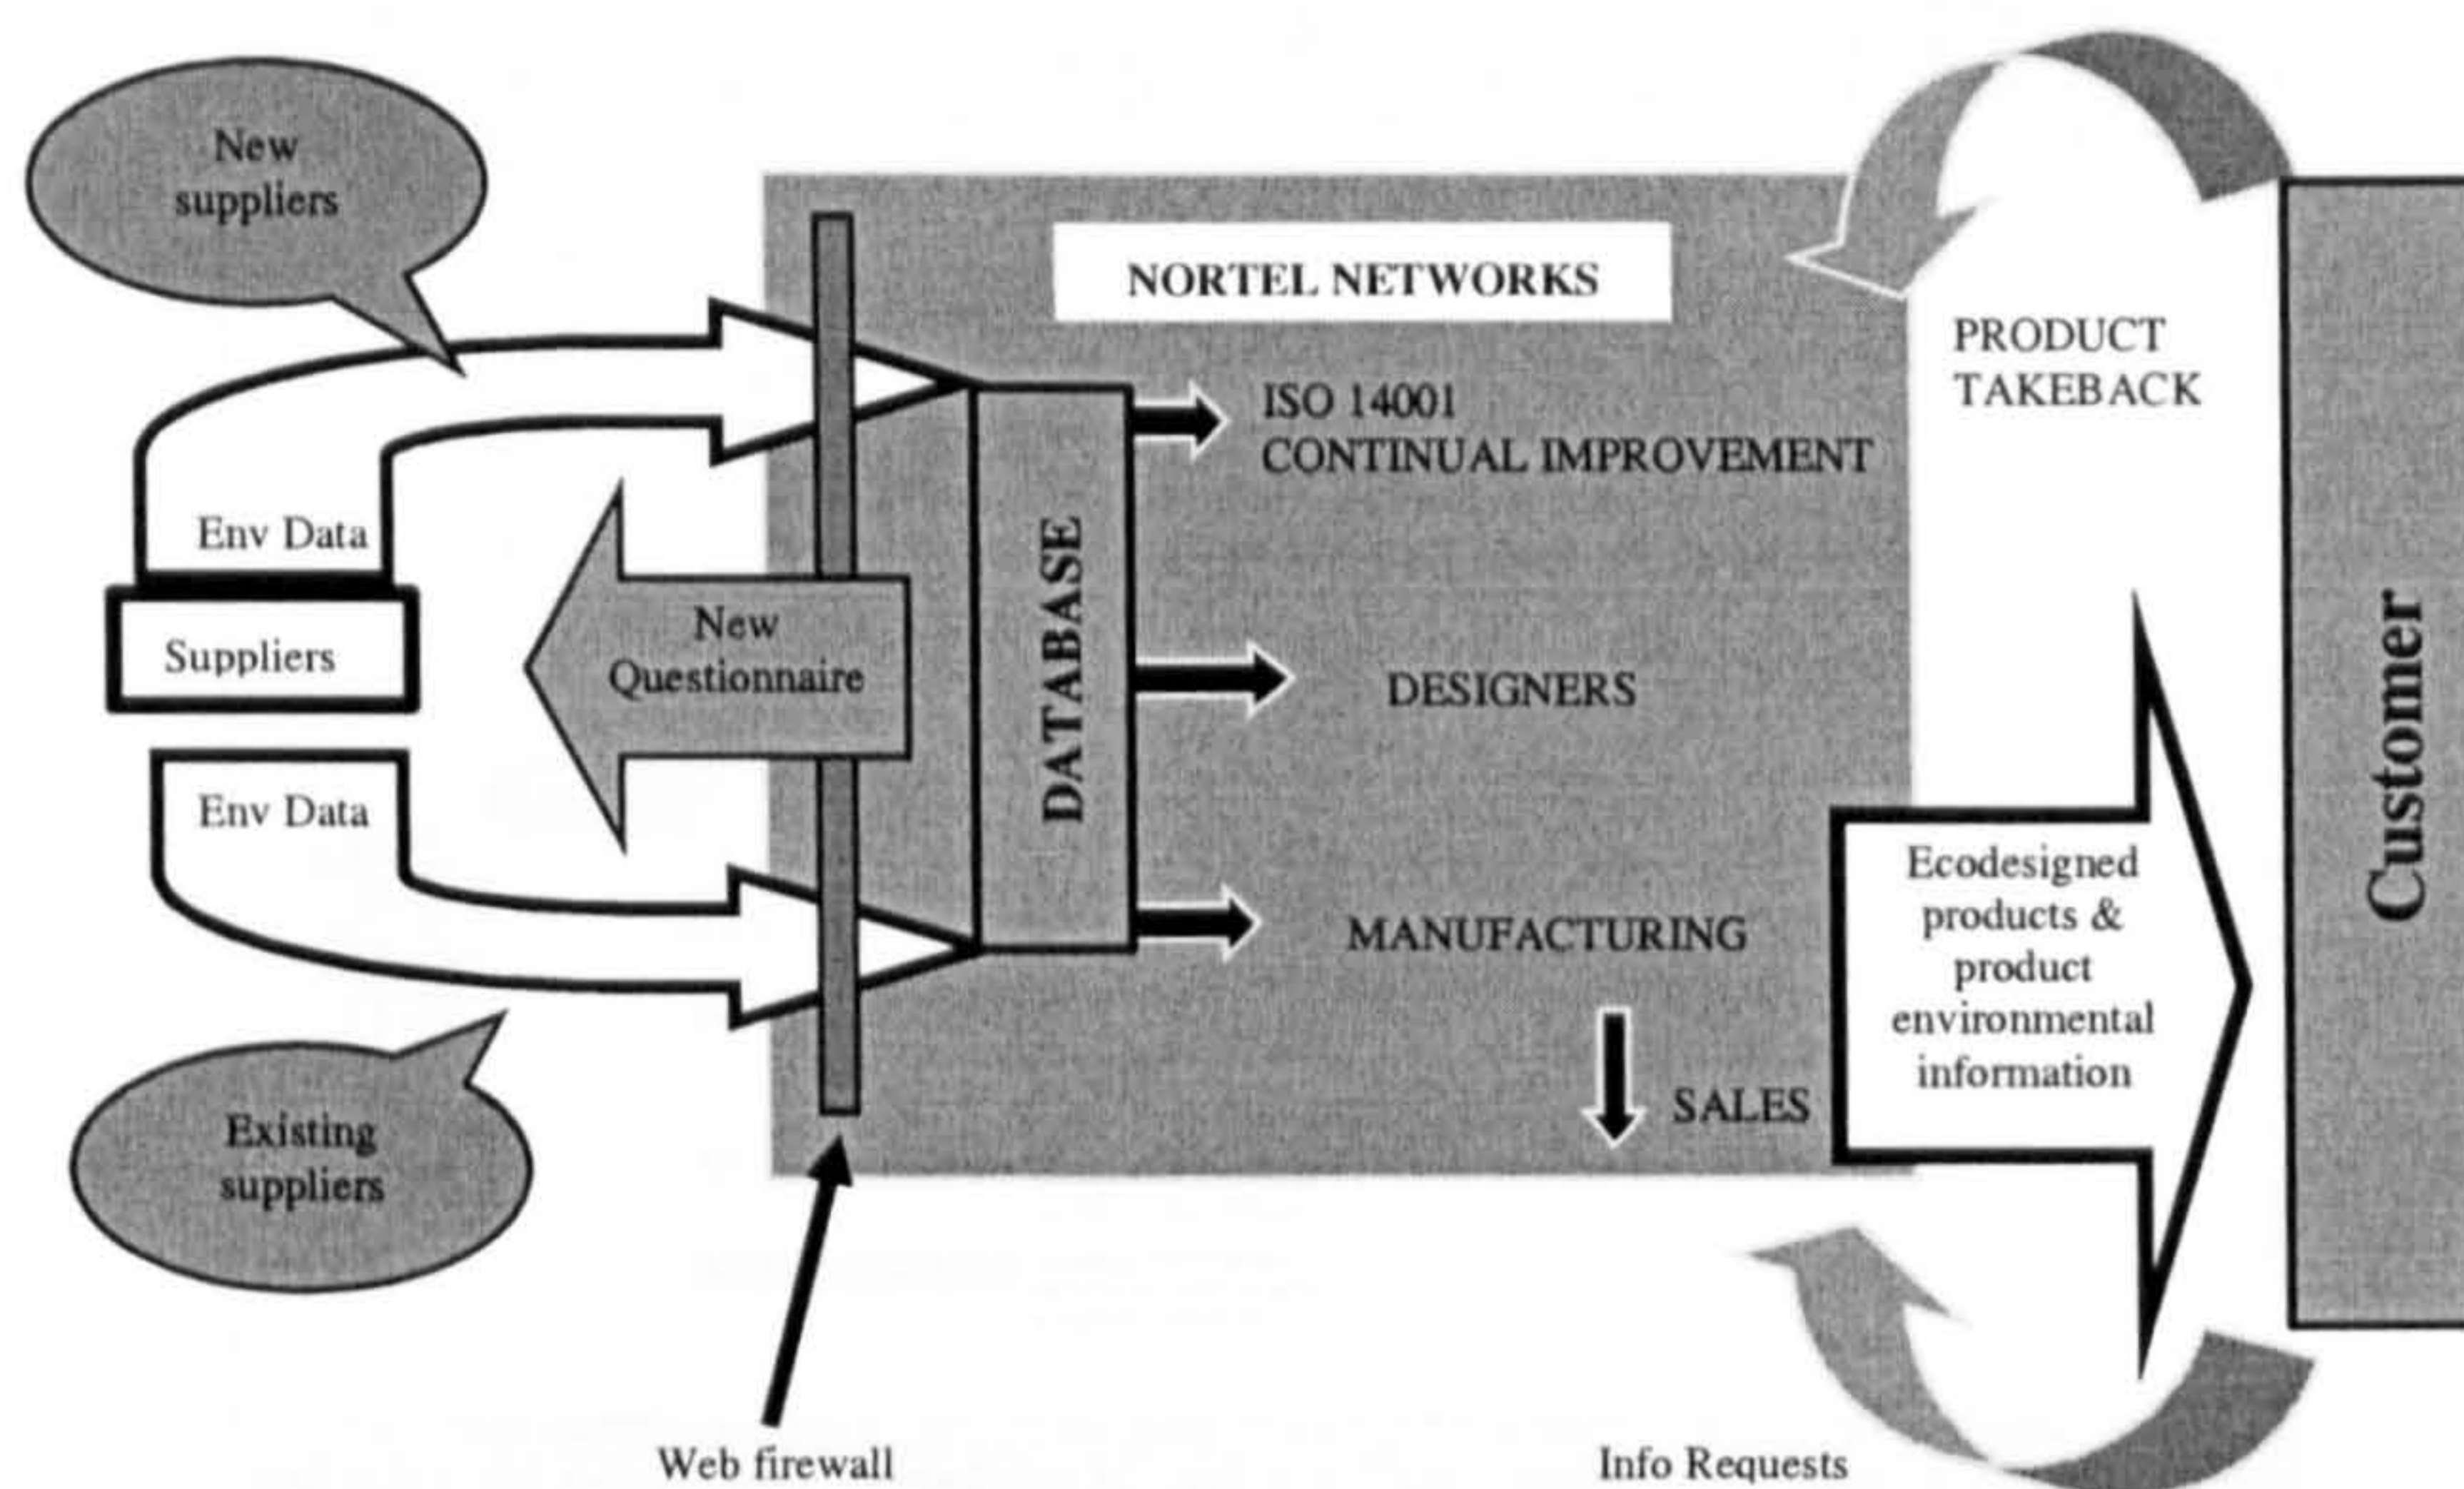 New
suppliers
NORTEL NETWORKS
PRODUCT
TAKEBACK
ISO 14001
CONTINUAL IMPROVEMENT
Env Data
Suppliers
New
Questionnaire
DATABASE
DESIGNERS
Customer
Env Data
MANUFACTURING
Ecodesigned
products &
product
environmental
information
SALES
Existing
suppliers
Web firewall
Info Requests